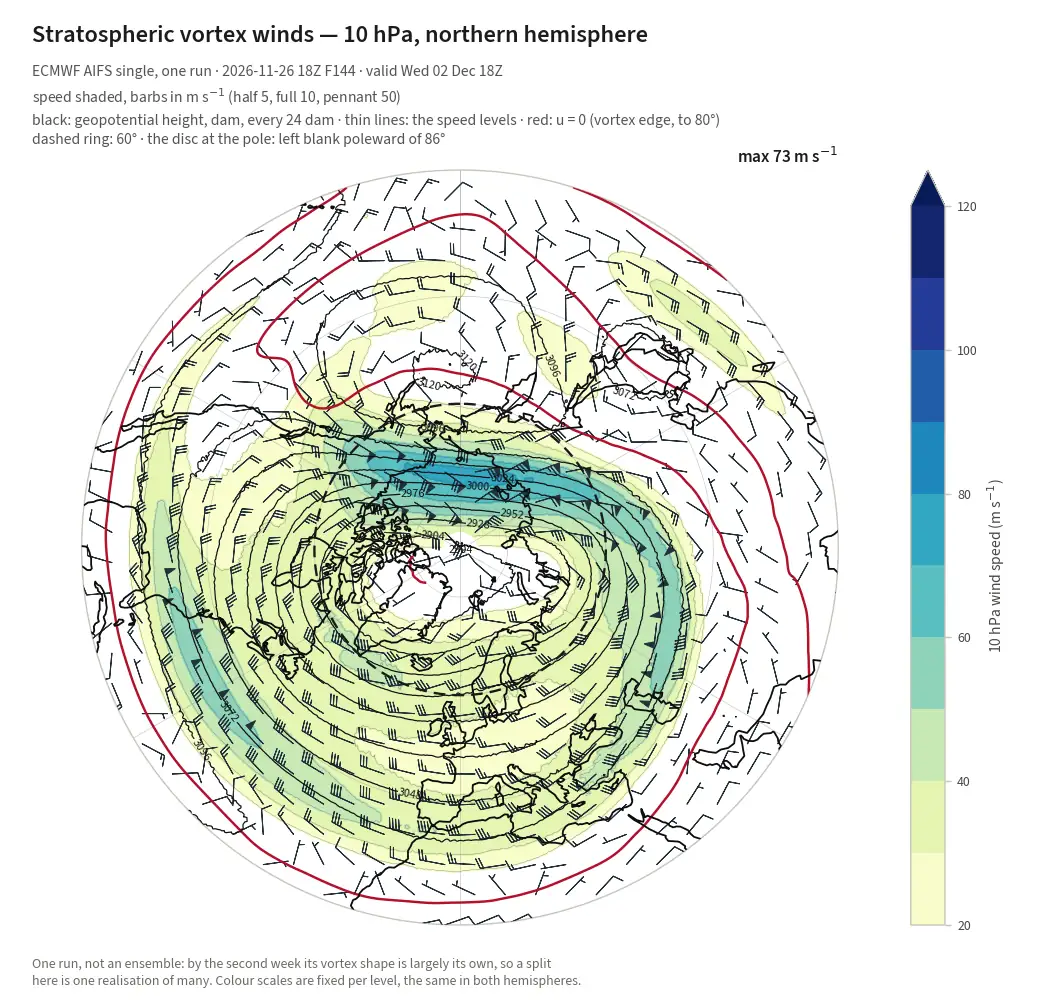 Stratospheric vortex winds — 10 hPa, northern hemisphere
ECMWF AIFS single, one run · 2026-11-26 18Z F144 · valid Wed 02 Dec 18Z
speed shaded, barbs in m s⁻¹ (half 5, full 10, pennant 50)
black: geopotential height, dam, every 24 dam · thin lines: the speed levels · red: u = 0 (vortex edge, to 80°)
dashed ring: 60° · the disc at the pole: left blank poleward of 86°
max 73 m s⁻¹
120
100
80
60
40
20
10 hPa wind speed (m s⁻¹)
3120
3120
3096
3072
3024
3000
2976
2952
2928
2904
2904
3072
3096
3048
One run, not an ensemble: by the second week its vortex shape is largely its own, so a split
here is one realisation of many. Colour scales are fixed per level, the same in both hemispheres.